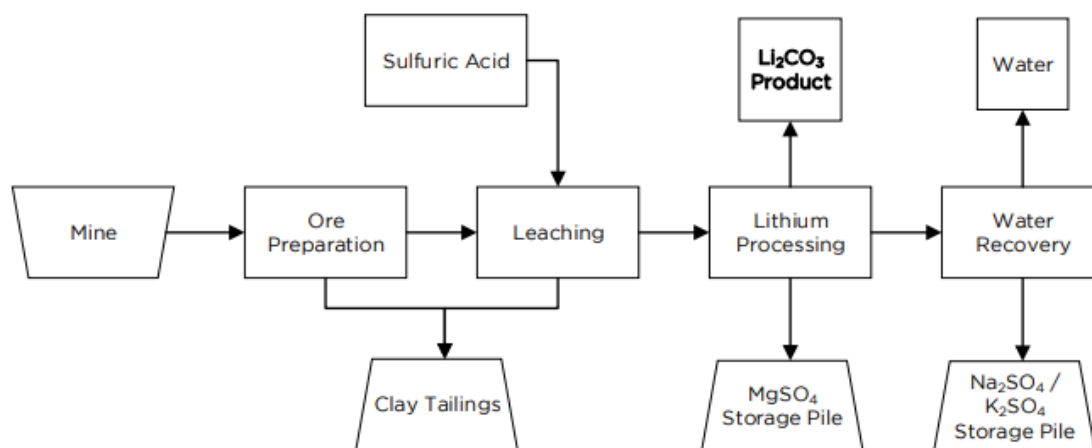 Sulfuric Acid
Li₂CO₃
Product
Water
Mine
Ore
Preparation
Leaching
Lithium
Processing
Water
Recovery
Clay Tailings
MgSO₄
Storage Pile
Na₂SO₄ /
K₂SO₄
Storage Pile